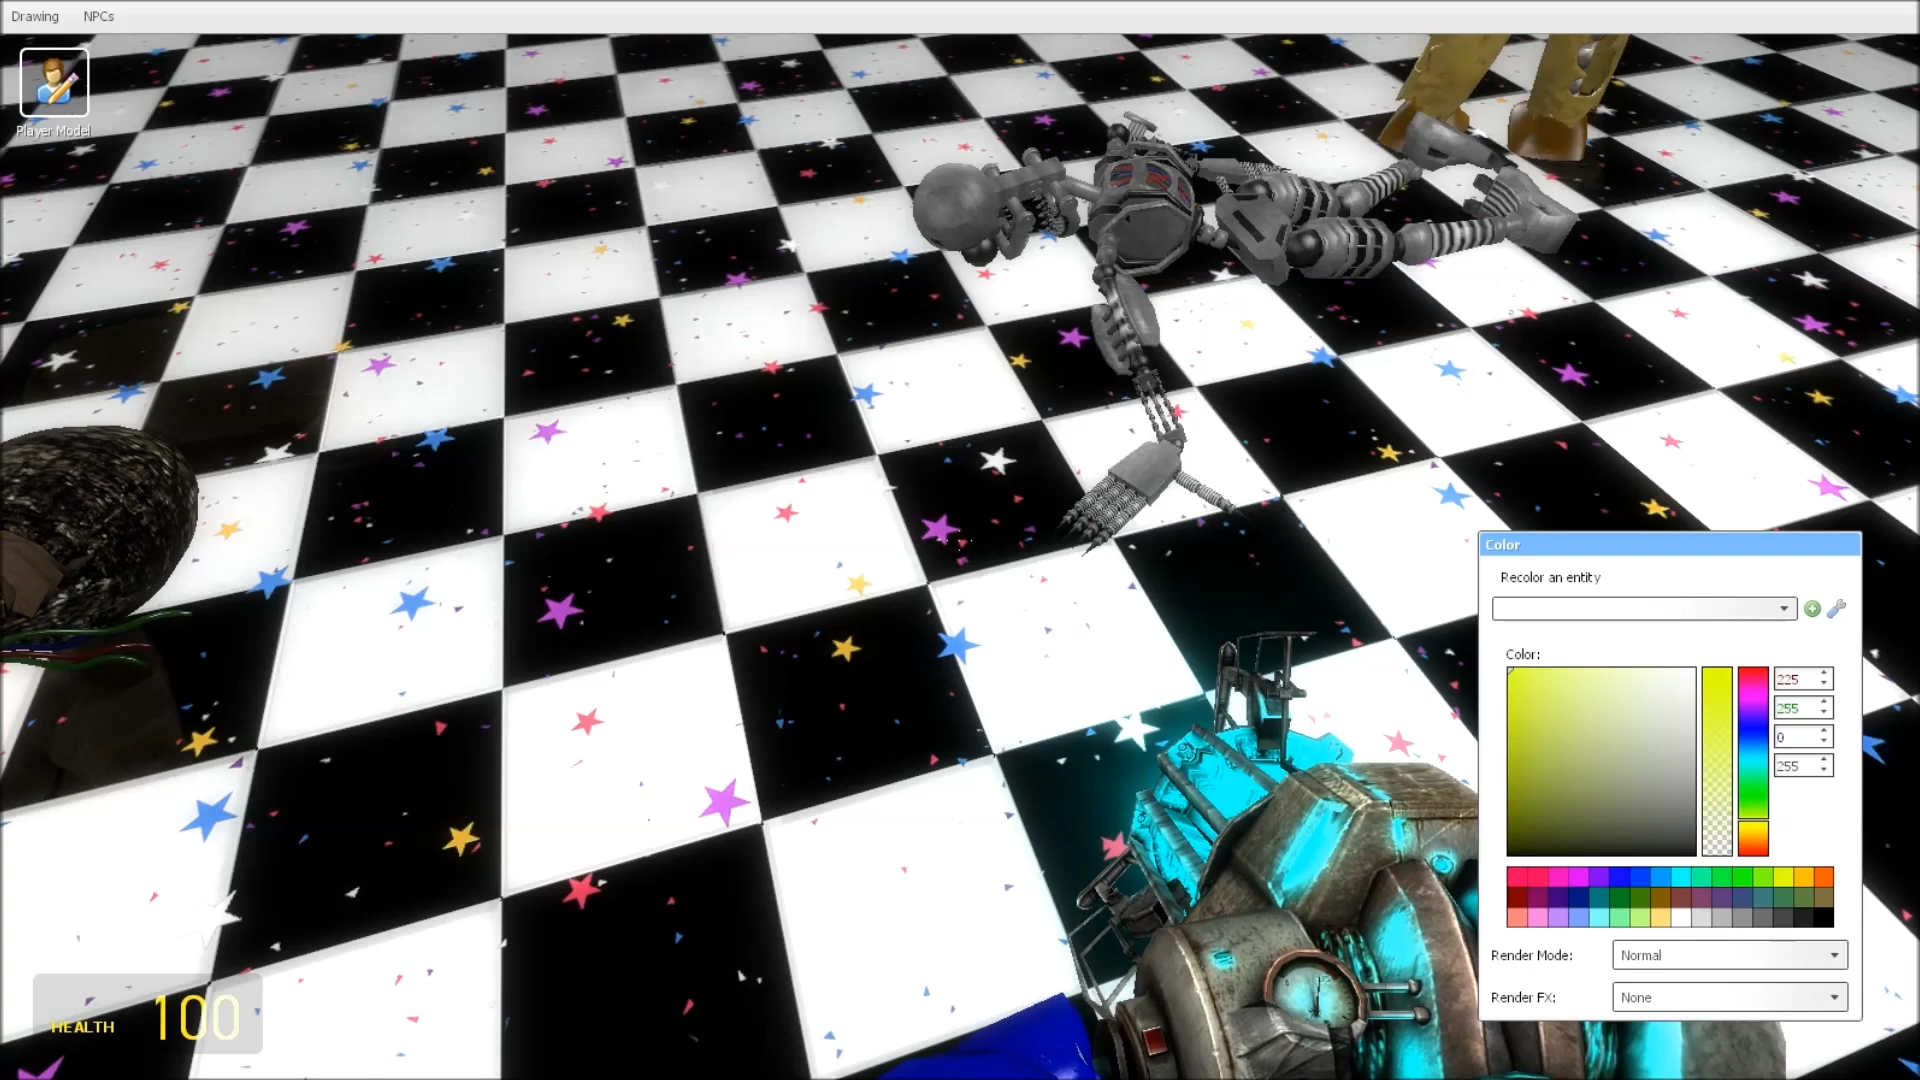 Drawing NPCs
Player Model
Color
Recolor an entity
Color:
225
255
0
255
Render Mode: Normal
Render FX: None
HEALTH 100